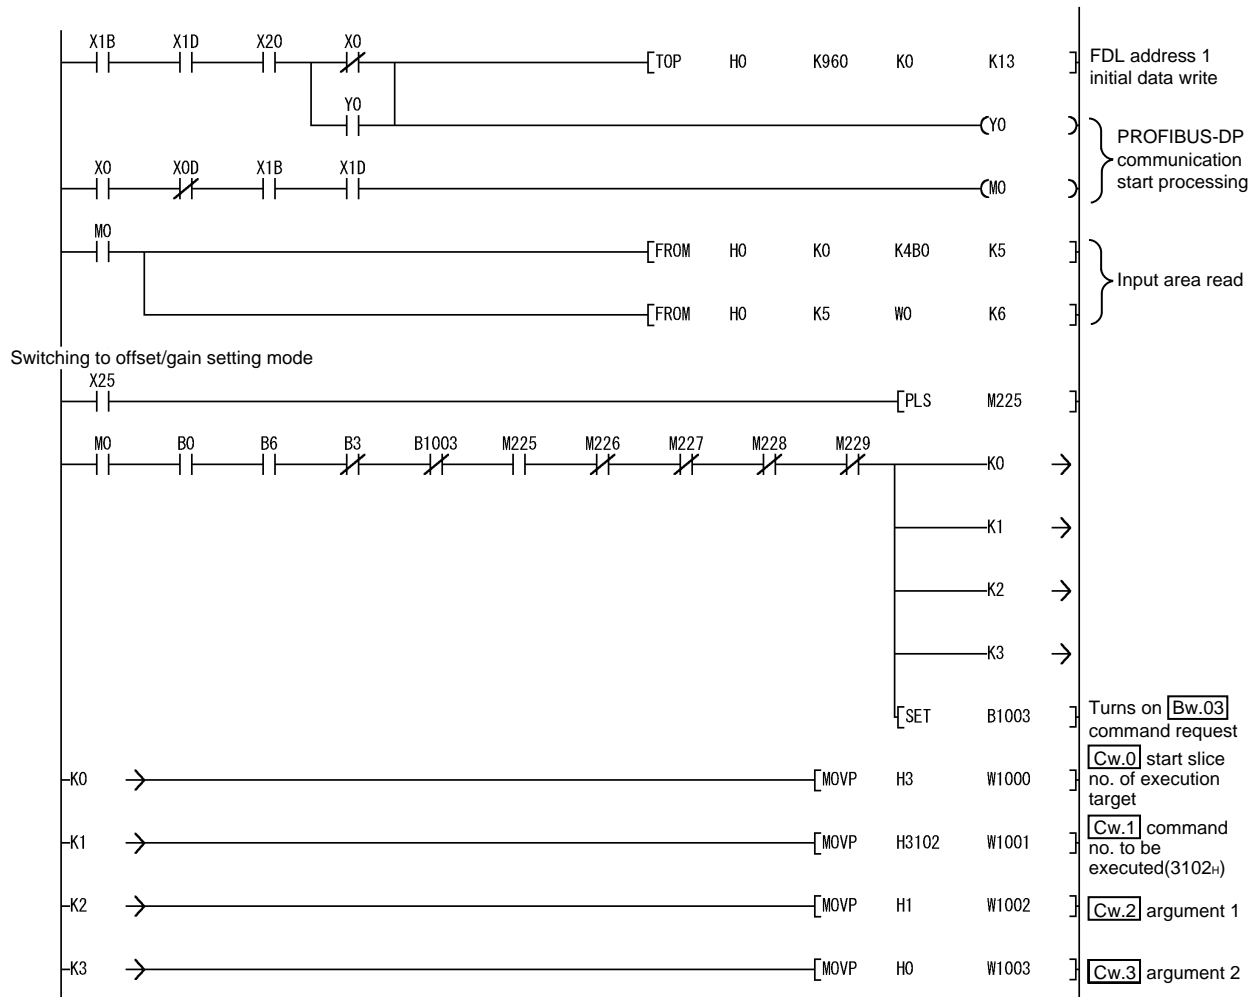 X1B X1D X20 X0
[TOP H0 K960 K0 K13 ]
FDL address 1
initial data write
Y0
(Y0 )
PROFIBUS-DP
communication
start processing
X0 X0D X1B X1D
(M0 )
M0
[FROM H0 K0 K4B0 K5 ]
Input area read
[FROM H0 K5 W0 K6 ]
Switching to offset/gain setting mode
X25
[PLS M225 ]
M0 B0 B6 B3 B1003 M225 M226 M227 M228 M229
K0
K1
K2
K3
[SET B1003 ]
Turns on Bw.03
command request
K0
[MOVP H3 W1000 ]
Cw.0 start slice
no. of execution
target
K1
[MOVP H3102 W1001 ]
Cw.1 command
no. to be
executed(3102H)
K2
[MOVP H1 W1002 ]
Cw.2 argument 1
K3
[MOVP H0 W1003 ]
Cw.3 argument 2